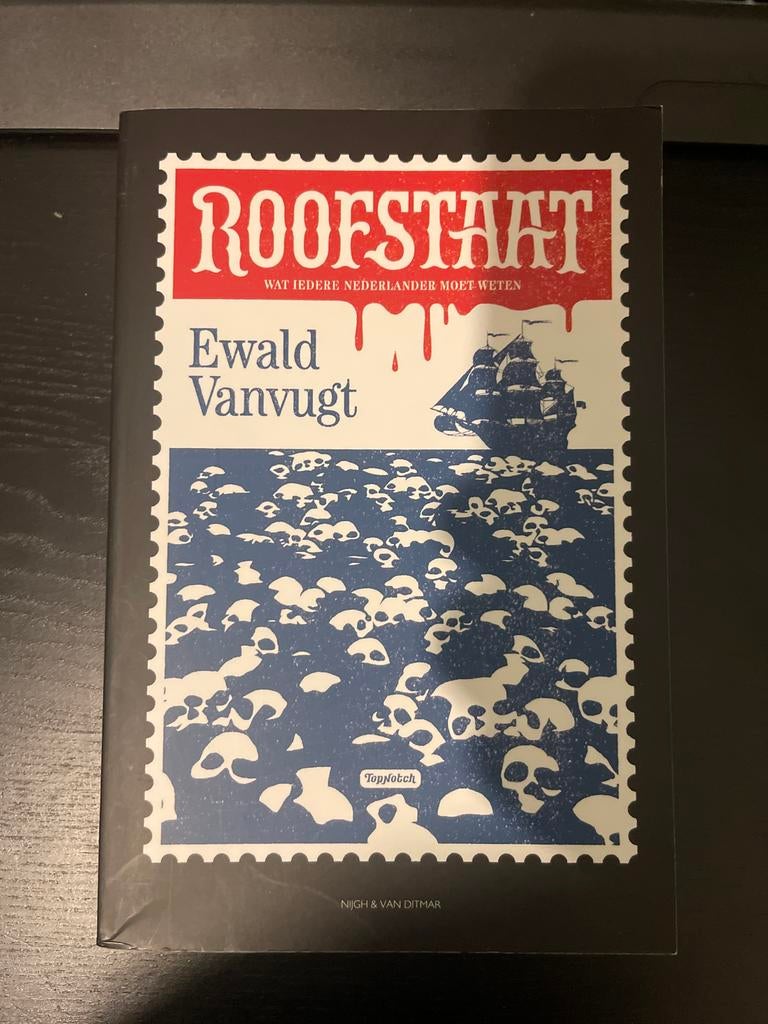 ROOFSTAAT
WAT IEDERE NEDERLANDER MOET WETEN
Ewald
Vanvugt
TopNotch
NIJGH & VAN DITMAR